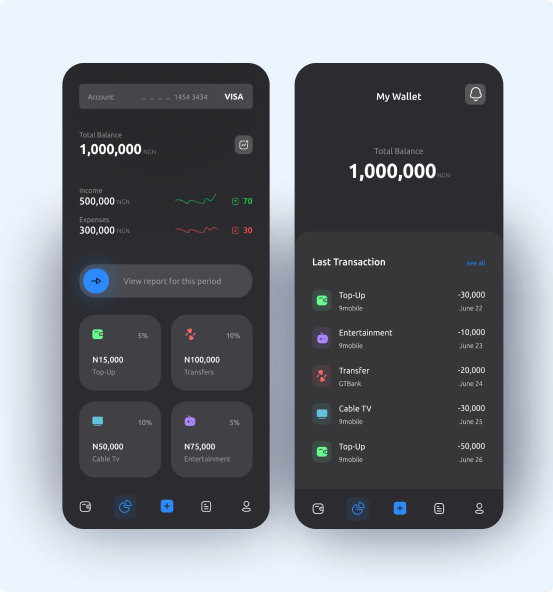 Account _ _ _ _ 1454 3434 VISA
Total Balance
1,000,000 NGN
Income
500,000 NGN 70
Expenses
300,000 NGN 30
View report for this period
5%
N15,000
Top-Up
10%
N100,000
Transfers
10%
N50,000
Cable Tv
5%
N75,000
Entertainment
My Wallet
Total Balance
1,000,000 NGN
Last Transaction see all
Top-Up -30,000
9mobile June 22
Entertainment -10,000
9mobile June 23
Transfer -20,000
GTBank June 24
Cable TV -30,000
9mobile June 25
Top-Up -50,000
9mobile June 26